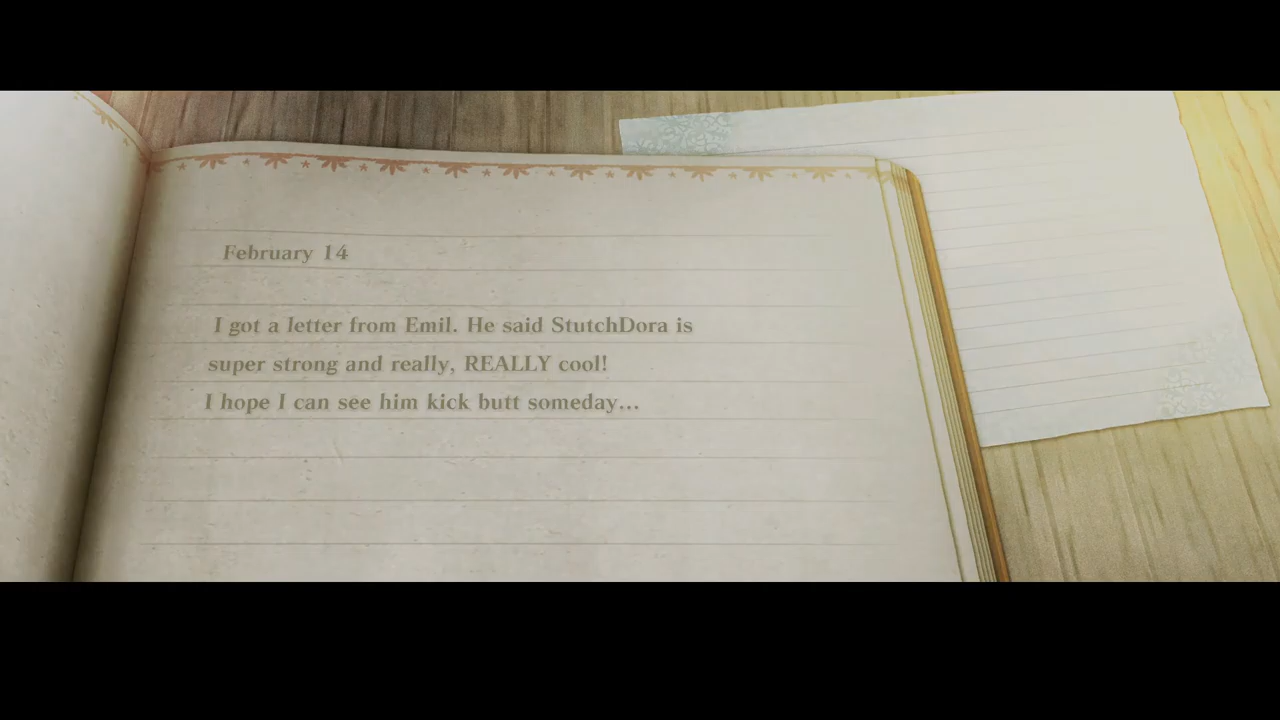 February 14
I got a letter from Emil. He said StutchDora is
super strong and really, REALLY cool!
I hope I can see him kick butt someday...